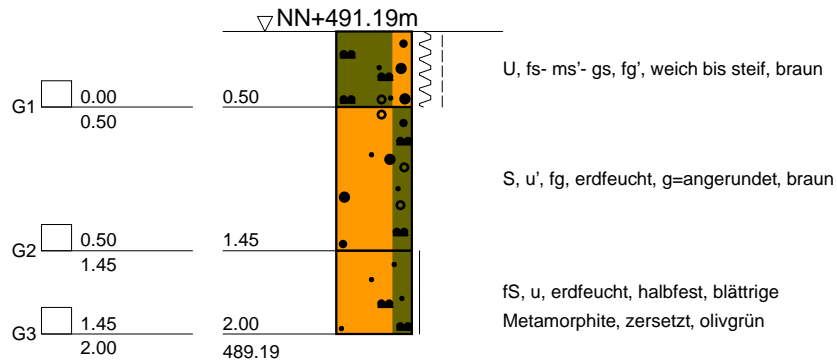 NN+491.19m
U, fs- ms'- gs, fg', weich bis steif, braun
G1 0.00 0.50
0.50
S, u', fg, erdfeucht, g=angerundet, braun
G2 0.50 1.45
1.45
fS, u, erdfeucht, halbfest, blättrige
Metamorphite, zersetzt, olivgrün
G3 1.45 2.00
2.00 489.19